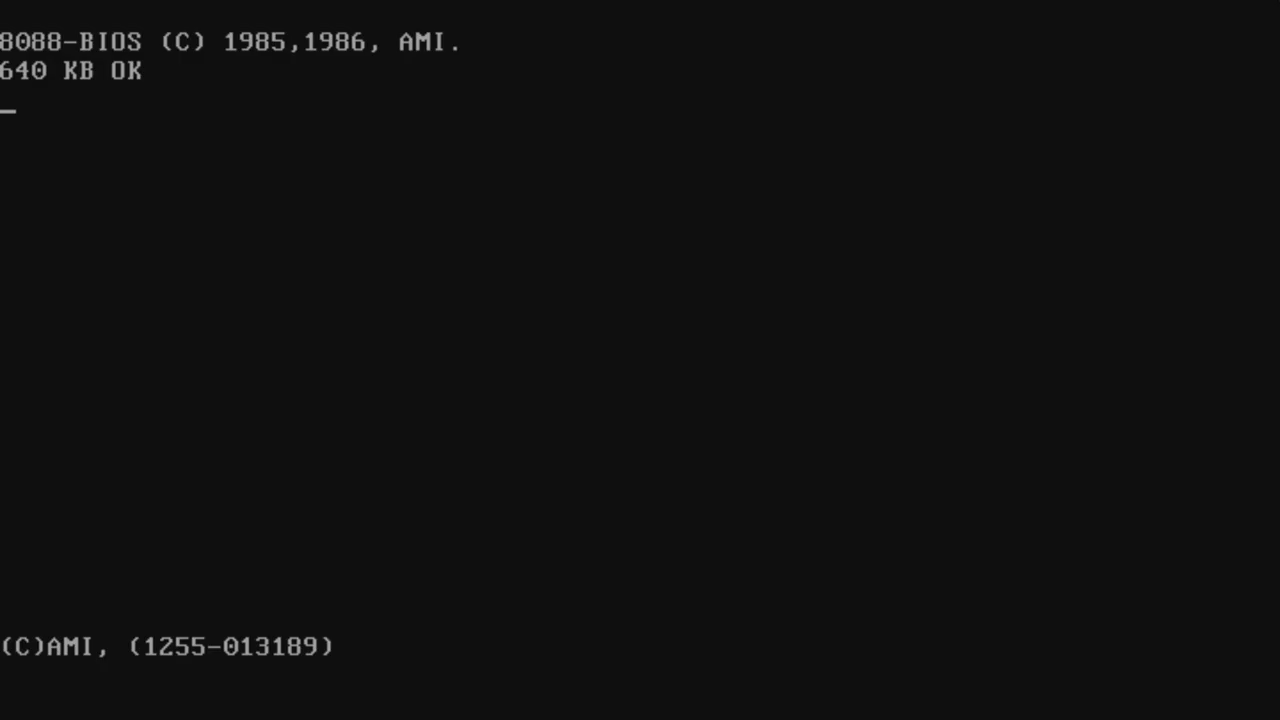 8088-BIOS (C) 1985,1986, AMI.
640 KB OK
_
(C)AMI, (1255-013189)